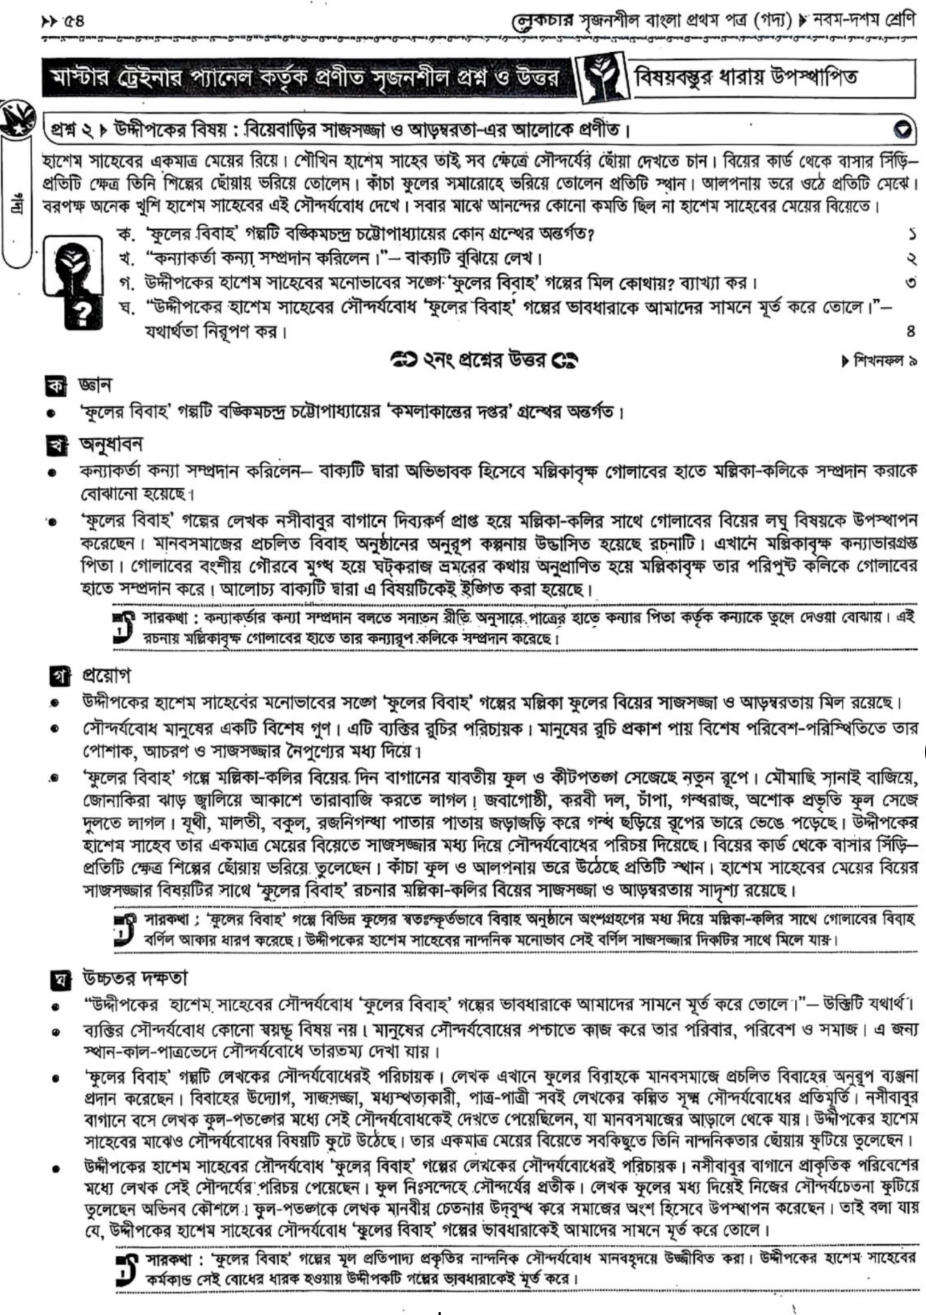 ▸▸ ৫৪
লেকচার সৃজনশীল বাংলা প্রথম পত্র (গদ্য) ▸ নবম-দশম শ্রেণি
মাস্টার ট্রেইনার প্যানেল কর্তৃক প্রণীত সৃজনশীল প্রশ্ন ও উত্তর
বিষয়বস্তুর ধারায় উপস্থাপিত
প্রশ্ন ২ ▸ উদ্দীপকের বিষয় : বিয়েবাড়ির সাজসজ্জা ও আড়ম্বরতা-এর আলোকে প্রণীত।
গদ্য
হাশেম সাহেবের একমাত্র মেয়ের বিয়ে। শৌখিন হাশেম সাহেব তাই সব ক্ষেত্রে সৌন্দর্যের ছোঁয়া দেখতে চান। বিয়ের কার্ড থেকে বাসার সিঁড়ি–
প্রতিটি ক্ষেত্র তিনি শিল্পের ছোঁয়ায় ভরিয়ে তোলেন। কাঁচা ফুলের সমারোহে ভরিয়ে তোলেন প্রতিটি স্থান। আলপনায় ভরে ওঠে প্রতিটি মেঝে।
বরপক্ষ অনেক খুশি হাশেম সাহেবের এই সৌন্দর্যবোধ দেখে। সবার মাঝে আনন্দের কোনো কমতি ছিল না হাশেম সাহেবের মেয়ের বিয়েতে।
ক. ‘ফুলের বিবাহ’ গল্পটি বঙ্কিমচন্দ্র চট্টোপাধ্যায়ের কোন গ্রন্থের অন্তর্গত? ১
খ. “কন্যাকর্তা কন্যা সম্প্রদান করিলেন।”– বাক্যটি বুঝিয়ে লেখ। ২
গ. উদ্দীপকের হাশেম সাহেবের মনোভাবের সঙ্গে ‘ফুলের বিবাহ’ গল্পের মিল কোথায়? ব্যাখ্যা কর। ৩
ঘ. “উদ্দীপকের হাশেম সাহেবের সৌন্দর্যবোধ ‘ফুলের বিবাহ’ গল্পের ভাবধারাকে আমাদের সামনে মূর্ত করে তোলে।”–
যথার্থতা নিরূপণ কর। ৪
২নং প্রশ্নের উত্তর
▸ শিখনফল ৯
ক জ্ঞান
• ‘ফুলের বিবাহ’ গল্পটি বঙ্কিমচন্দ্র চট্টোপাধ্যায়ের ‘কমলাকান্তের দপ্তর’ গ্রন্থের অন্তর্গত।
খ অনুধাবন
• কন্যাকর্তা কন্যা সম্প্রদান করিলেন– বাক্যটি দ্বারা অভিভাবক হিসেবে মল্লিকাবৃক্ষ গোলাবের হাতে মল্লিকা-কলিকে সম্প্রদান করাকে
বোঝানো হয়েছে।
• ‘ফুলের বিবাহ’ গল্পের লেখক নসীবাবুর বাগানে দিব্যকর্ণ প্রাপ্ত হয়ে মল্লিকা-কলির সাথে গোলাবের বিয়ের লঘু বিষয়কে উপস্থাপন
করেছেন। মানবসমাজের প্রচলিত বিবাহ অনুষ্ঠানের অনুরূপ কল্পনায় উদ্ভাসিত হয়েছে রচনাটি। এখানে মল্লিকাবৃক্ষ কন্যাভারগ্রস্ত
পিতা। গোলাবের বংশীয় গৌরবে মুগ্ধ হয়ে ঘটকরাজ ভ্রমরের কথায় অনুপ্রাণিত হয়ে মল্লিকাবৃক্ষ তার পরিপুষ্ট কলিকে গোলাবের
হাতে সম্প্রদান করে। আলোচ্য বাক্যটি দ্বারা এ বিষয়টিকেই ইঙ্গিত করা হয়েছে।
সারকথা : কন্যাকর্তার কন্যা সম্প্রদান বলতে সনাতন রীতি অনুসারে পাত্রের হাতে কন্যার পিতা কর্তৃক কন্যাকে তুলে দেওয়া বোঝায়। এই
রচনায় মল্লিকাবৃক্ষ গোলাবের হাতে তার কন্যারূপ কলিকে সম্প্রদান করেছে।
গ প্রয়োগ
• উদ্দীপকের হাশেম সাহেবের মনোভাবের সঙ্গে ‘ফুলের বিবাহ’ গল্পের মল্লিকা ফুলের বিয়ের সাজসজ্জা ও আড়ম্বরতায় মিল রয়েছে।
• সৌন্দর্যবোধ মানুষের একটি বিশেষ গুণ। এটি ব্যক্তির রুচির পরিচায়ক। মানুষের রুচি প্রকাশ পায় বিশেষ পরিবেশ-পরিস্থিতিতে তার
পোশাক, আচরণ ও সাজসজ্জার নৈপুণ্যের মধ্য দিয়ে।
• ‘ফুলের বিবাহ’ গল্পে মল্লিকা-কলির বিয়ের দিন বাগানের যাবতীয় ফুল ও কীটপতঙ্গ সেজেছে নতুন রূপে। মৌমাছি সানাই বাজিয়ে,
জোনাকিরা ঝাড় জ্বালিয়ে আকাশে তারাবাজি করতে লাগল। জবাগোষ্ঠী, করবী দল, চাঁপা, গন্ধরাজ, অশোক প্রভৃতি ফুল সেজে
দুলতে লাগল। যূথী, মালতী, বকুল, রজনিগন্ধা পাতায় পাতায় জড়াজড়ি করে গন্ধ ছড়িয়ে রূপের ভারে ভেঙে পড়েছে। উদ্দীপকের
হাশেম সাহেব তার একমাত্র মেয়ের বিয়েতে সাজসজ্জার মধ্য দিয়ে সৌন্দর্যবোধের পরিচয় দিয়েছে। বিয়ের কার্ড থেকে বাসার সিঁড়ি–
প্রতিটি ক্ষেত্র শিল্পের ছোঁয়ায় ভরিয়ে তুলেছেন। কাঁচা ফুল ও আলপনায় ভরে উঠেছে প্রতিটি স্থান। হাশেম সাহেবের মেয়ের বিয়ের
সাজসজ্জার বিষয়টির সাথে ‘ফুলের বিবাহ’ রচনার মল্লিকা-কলির বিয়ের সাজসজ্জা ও আড়ম্বরতায় সাদৃশ্য রয়েছে।
সারকথা : ‘ফুলের বিবাহ’ গল্পে বিভিন্ন ফুলের স্বতঃস্ফূর্তভাবে বিবাহ অনুষ্ঠানে অংশগ্রহণের মধ্য দিয়ে মল্লিকা-কলির সাথে গোলাবের বিবাহ
বর্ণিল আকার ধারণ করেছে। উদ্দীপকের হাশেম সাহেবের নান্দনিক মনোভাব সেই বর্ণিল সাজসজ্জার দিকটির সাথে মিলে যায়।
ঘ উচ্চতর দক্ষতা
• “উদ্দীপকের হাশেম সাহেবের সৌন্দর্যবোধ ‘ফুলের বিবাহ’ গল্পের ভাবধারাকে আমাদের সামনে মূর্ত করে তোলে।”– উক্তিটি যথার্থ।
• ব্যক্তির সৌন্দর্যবোধ কোনো স্বয়ম্ভূ বিষয় নয়। মানুষের সৌন্দর্যবোধের পশ্চাতে কাজ করে তার পরিবার, পরিবেশ ও সমাজ। এ জন্য
স্থান-কাল-পাত্রভেদে সৌন্দর্যবোধে তারতম্য দেখা যায়।
• ‘ফুলের বিবাহ’ গল্পটি লেখকের সৌন্দর্যবোধেরই পরিচায়ক। লেখক এখানে ফুলের বিবাহকে মানবসমাজে প্রচলিত বিবাহের অনুরূপ ব্যঞ্জনা
প্রদান করেছেন। বিবাহের উদ্যোগ, সাজসজ্জা, মধ্যস্থতাকারী, পাত্র-পাত্রী সবই লেখকের কল্পিত সূক্ষ্ম সৌন্দর্যবোধের প্রতিমূর্তি। নসীবাবুর
বাগানে বসে লেখক ফুল-পতঙ্গের মধ্যে সেই সৌন্দর্যবোধকেই দেখতে পেয়েছিলেন, যা মানবসমাজের আড়ালে থেকে যায়। উদ্দীপকের হাশেম
সাহেবের মাঝেও সৌন্দর্যবোধের বিষয়টি ফুটে উঠেছে। তার একমাত্র মেয়ের বিয়েতে সবকিছুতে তিনি নান্দনিকতার ছোঁয়ায় ফুটিয়ে তুলেছেন।
• উদ্দীপকের হাশেম সাহেবের সৌন্দর্যবোধ ‘ফুলের বিবাহ’ গল্পের লেখকের সৌন্দর্যবোধেরই পরিচায়ক। নসীবাবুর বাগানে প্রাকৃতিক পরিবেশের
মধ্যে লেখক সেই সৌন্দর্যের পরিচয় পেয়েছেন। ফুল নিঃসন্দেহে সৌন্দর্যের প্রতীক। লেখক ফুলের মধ্য দিয়েই নিজের সৌন্দর্যচেতনা ফুটিয়ে
তুলেছেন অভিনব কৌশলে। ফুল-পতঙ্গকে লেখক মানবীয় চেতনার উদ্বুদ্ধ করে সমাজের অংশ হিসেবে উপস্থাপন করেছেন। তাই বলা যায়
যে, উদ্দীপকের হাশেম সাহেবের সৌন্দর্যবোধ ‘ফুলের বিবাহ’ গল্পের ভাবধারাকেই আমাদের সামনে মূর্ত করে তোলে।
সারকথা : ‘ফুলের বিবাহ’ গল্পের মূল প্রতিপাদ্য প্রকৃতির নান্দনিক সৌন্দর্যবোধ মানবহৃদয়ে উজ্জীবিত করা। উদ্দীপকের হাশেম সাহেবের
কর্মকান্ড সেই বোধের ধারক হওয়ায় উদ্দীপকটি গল্পের ভাবধারাকেই মূর্ত করে।